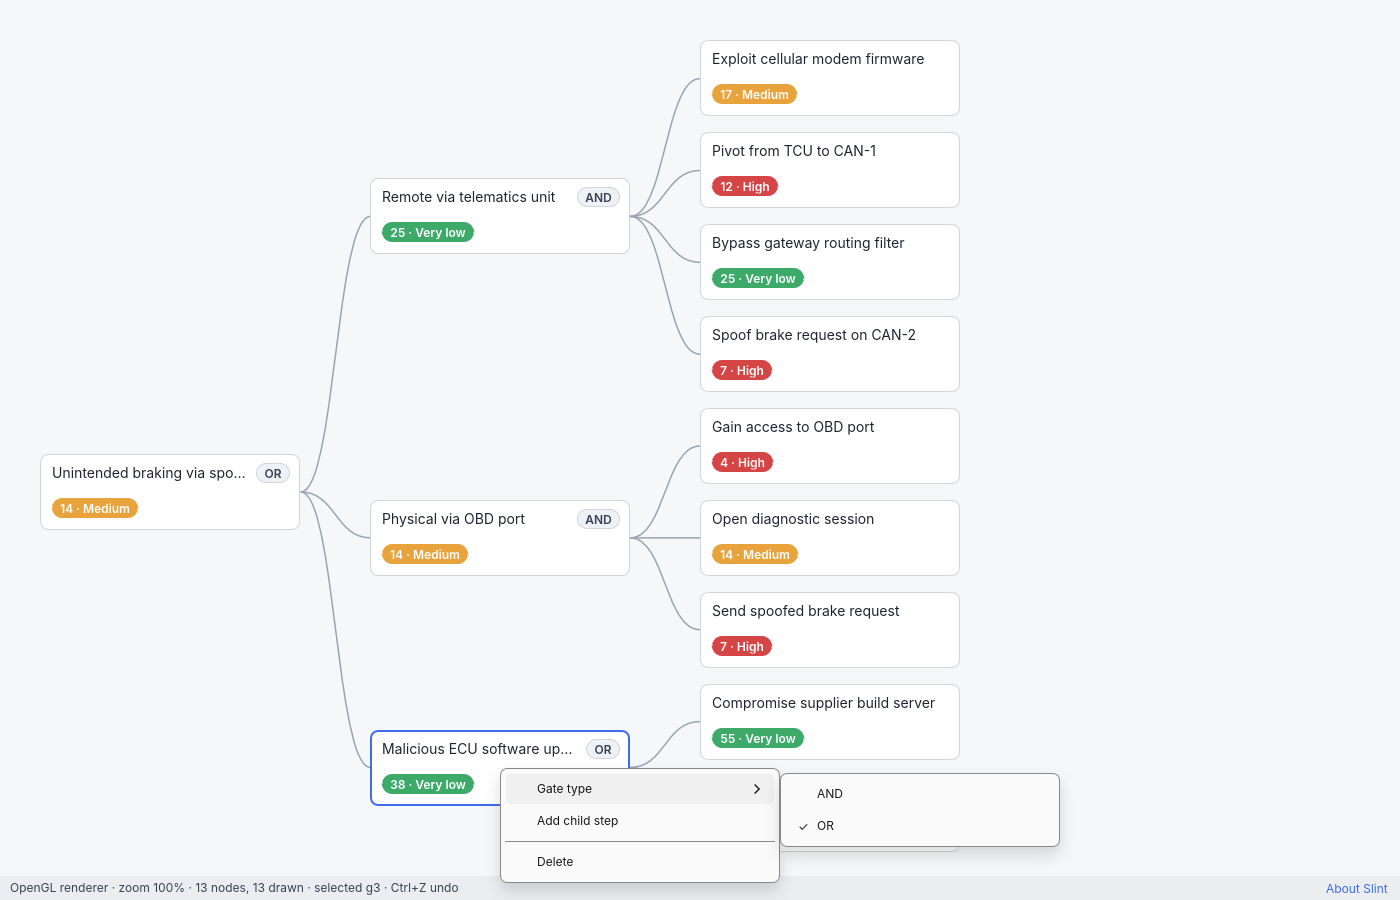 Exploit cellular modem firmware
17 · Medium
Pivot from TCU to CAN-1
12 · High
Remote via telematics unit AND
25 · Very low
Bypass gateway routing filter
25 · Very low
Spoof brake request on CAN-2
7 · High
Gain access to OBD port
4 · High
Unintended braking via spo... OR
14 · Medium
Physical via OBD port AND
14 · Medium
Open diagnostic session
14 · Medium
Send spoofed brake request
7 · High
Compromise supplier build server
55 · Very low
Malicious ECU software up... OR
38 · Very low
Gate type
Add child step
Delete
AND
✓ OR
OpenGL renderer · zoom 100% · 13 nodes, 13 drawn · selected g3 · Ctrl+Z undo
About Slint